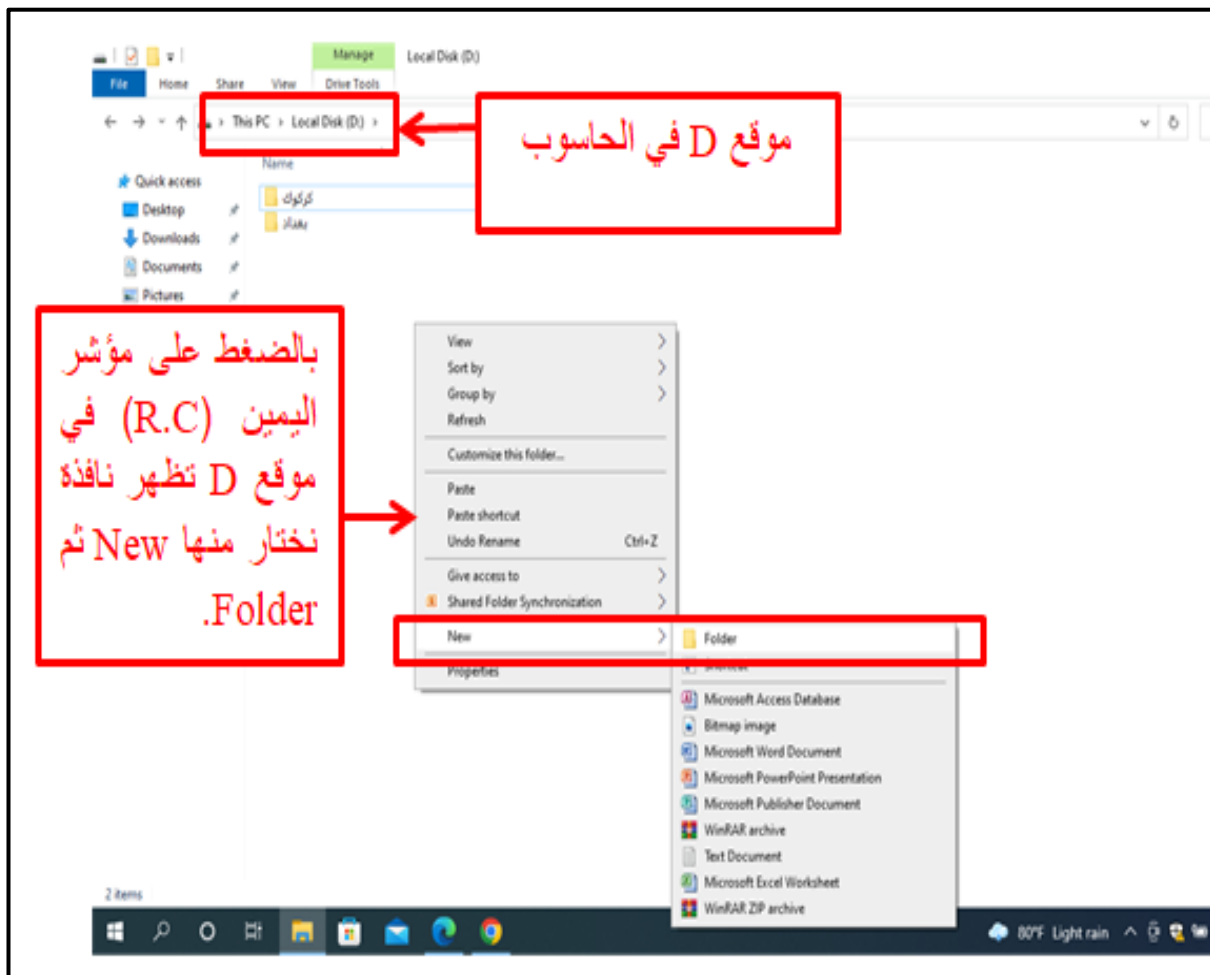 Manage
Local Disk (D:)
File
Home
Share
View
Drive Tools
This PC
Local Disk (D:)
موقع D في الحاسوب
Name
Quick access
Desktop
Downloads
Documents
Pictures
كركوك
بغداد
بالضغط على مؤشر
اليمين (R.C) في
موقع D تظهر نافذة
نختار منها New ثم
Folder.
View
Sort by
Group by
Refresh
Customize this folder...
Paste
Paste shortcut
Undo Rename Ctrl+Z
Give access to
Shared Folder Synchronization
New
Properties
Folder
Shortcut
Microsoft Access Database
Bitmap image
Microsoft Word Document
Microsoft PowerPoint Presentation
Microsoft Publisher Document
WinRAR archive
Text Document
Microsoft Excel Worksheet
WinRAR ZIP archive
2 items
80°F Light rain